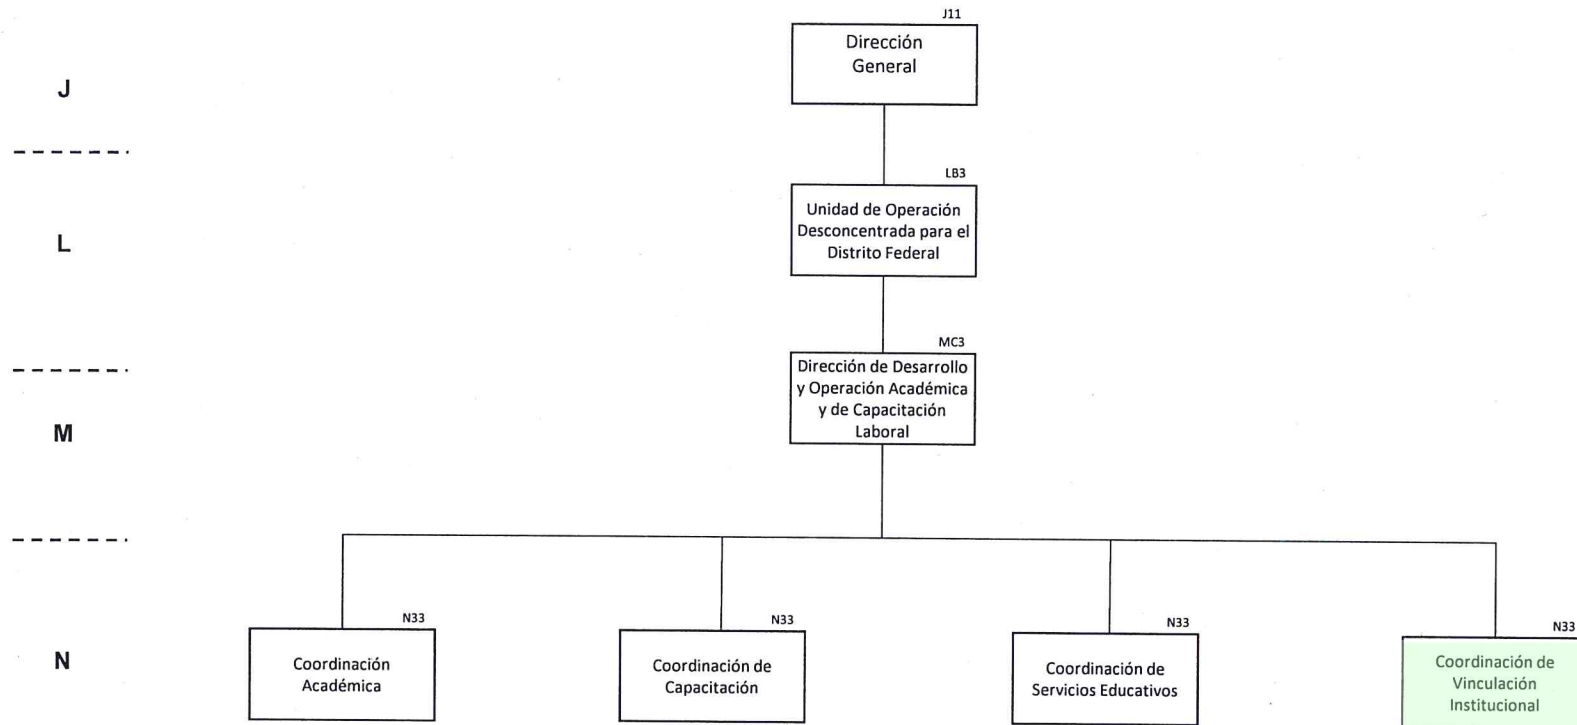 J11
Dirección
General
J
LB3
Unidad de Operación
Desconcentrada para el
Distrito Federal
L
MC3
Dirección de Desarrollo
y Operación Académica
y de Capacitación
Laboral
M
N33
Coordinación
Académica
N33
Coordinación de
Capacitación
N33
Coordinación de
Servicios Educativos
N33
Coordinación de
Vinculación
Institucional
N